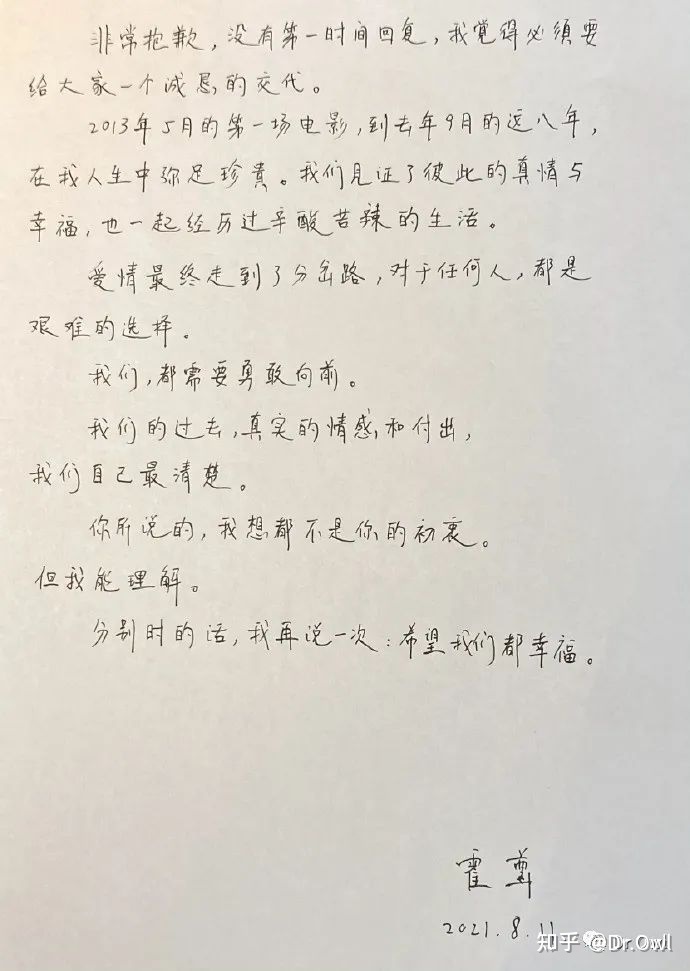 非常抱歉，没有第一时间回复，我觉得必须要
给大家一个诚恳的交代。
2013年5月的第一场电影，到去年9月的近八年，
在我人生中弥足珍贵。我们见证了彼此的真情与
幸福，也一起经历过辛酸苦辣的生活。
爱情最终走到了分岔路，对于任何人，都是
艰难的选择。
我们，都需要勇敢向前。
我们的过去，真实的情感和付出，
我们自己最清楚。
你所说的，我想都不是你的初衷。
但我能理解。
分别时的话，我再说一次：希望我们都幸福。
霍尊
2021.8.11
知乎 @Dr.Owl